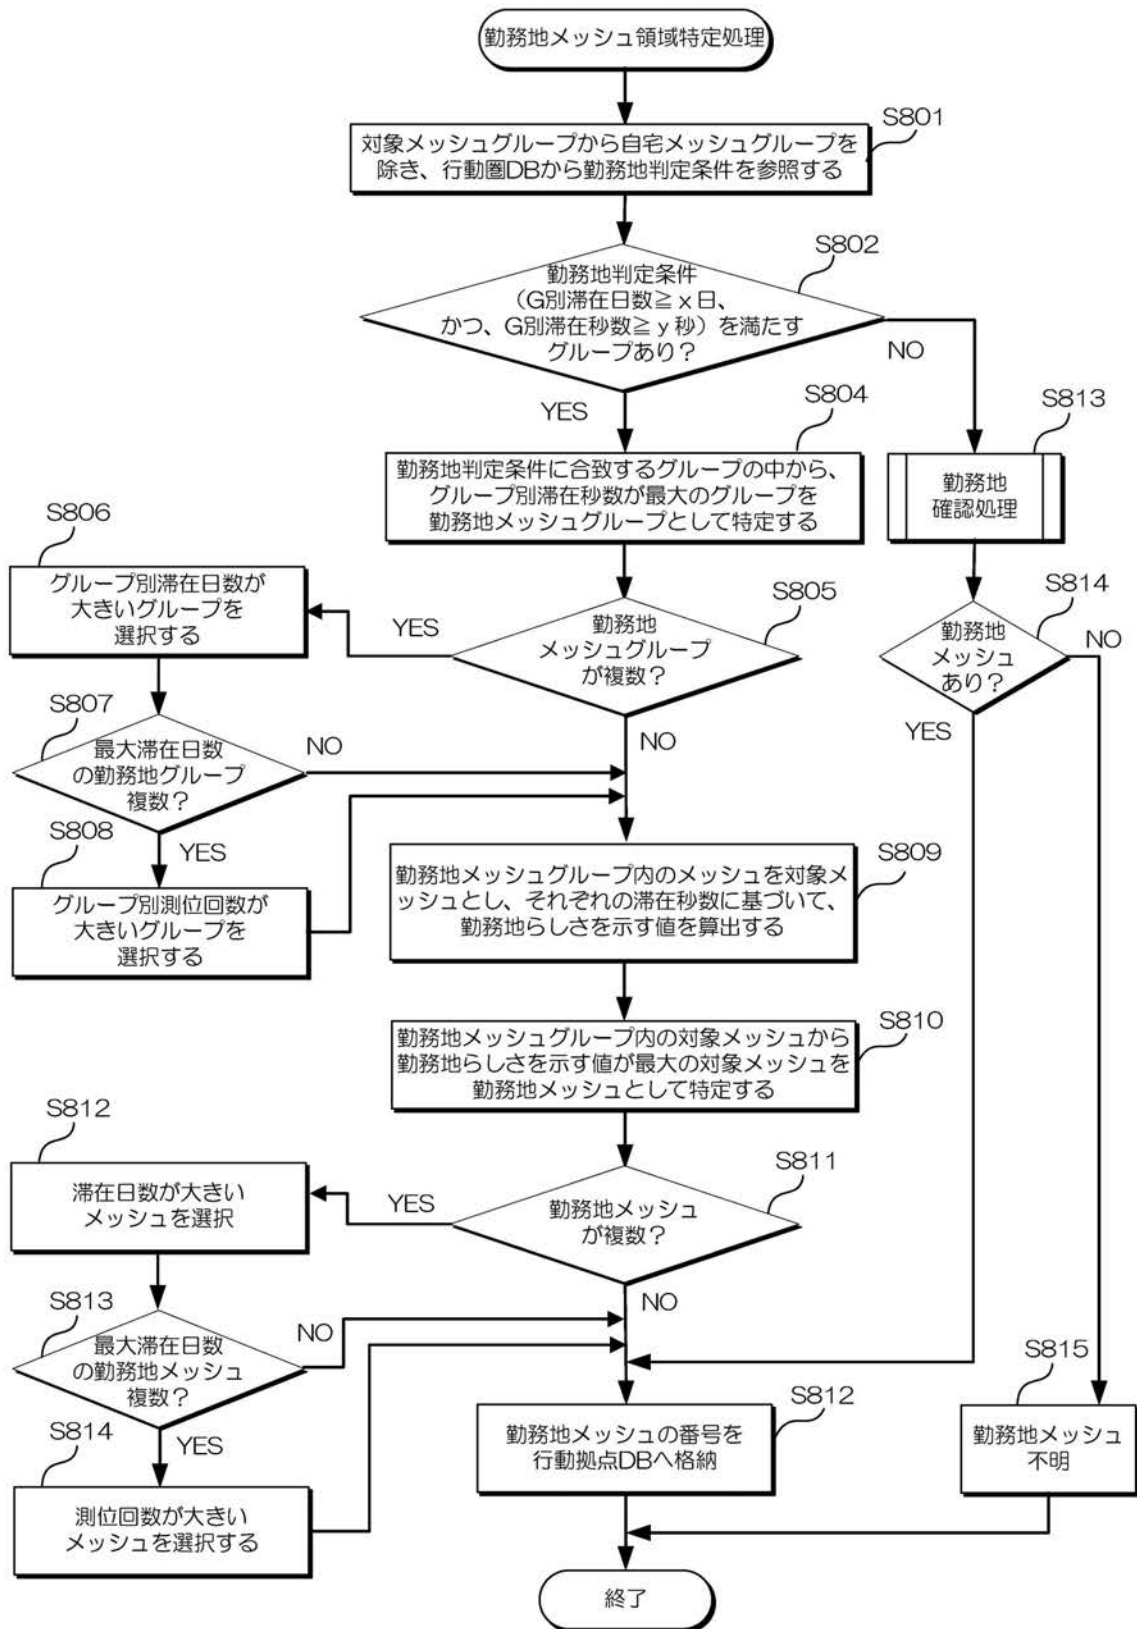 勤務地メッシュ領域特定処理
S801
対象メッシュグループから自宅メッシュグループを
除き、行動圏DBから勤務地判定条件を参照する
S802
勤務地判定条件
（G別滞在日数≧ｘ日、
かつ、G別滞在秒数≧ｙ秒）を満たす
グループあり？
NO
YES
S804
勤務地判定条件に合致するグループの中から、
グループ別滞在秒数が最大のグループを
勤務地メッシュグループとして特定する
S813
勤務地
確認処理
S806
グループ別滞在日数が
大きいグループを
選択する
YES
S805
勤務地
メッシュグループ
が複数？
NO
S814
勤務地
メッシュ
あり？
NO
YES
S807
最大滞在日数
の勤務地グループ
複数？
NO
YES
S808
グループ別測位回数が
大きいグループを
選択する
S809
勤務地メッシュグループ内のメッシュを対象メ
ッシュとし、それぞれの滞在秒数に基づいて、
勤務地らしさを示す値を算出する
S810
勤務地メッシュグループ内の対象メッシュから
勤務地らしさを示す値が最大の対象メッシュを
勤務地メッシュとして特定する
S812
滞在日数が大きい
メッシュを選択
YES
S811
勤務地メッシュ
が複数？
NO
S813
最大滞在日数
の勤務地メッシュ
複数？
NO
YES
S814
測位回数が大きい
メッシュを選択する
S812
勤務地メッシュの番号を
行動拠点DBへ格納
S815
勤務地メッシュ
不明
終了